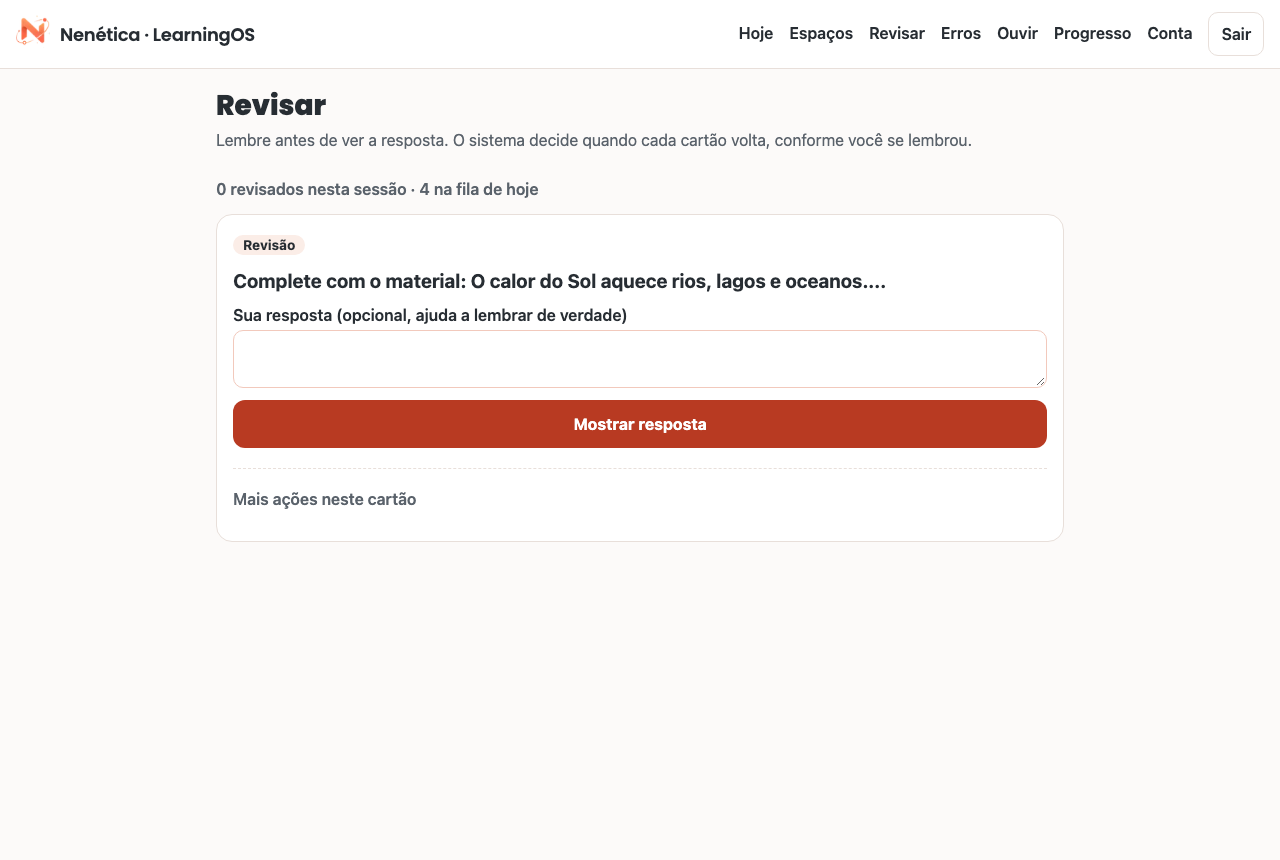 Nenética · LearningOS
Hoje Espaços Revisar Erros Ouvir Progresso Conta Sair
Revisar
Lembre antes de ver a resposta. O sistema decide quando cada cartão volta, conforme você se lembrou.
0 revisados nesta sessão · 4 na fila de hoje
Revisão
Complete com o material: O calor do Sol aquece rios, lagos e oceanos....
Sua resposta (opcional, ajuda a lembrar de verdade)
Mostrar resposta
Mais ações neste cartão